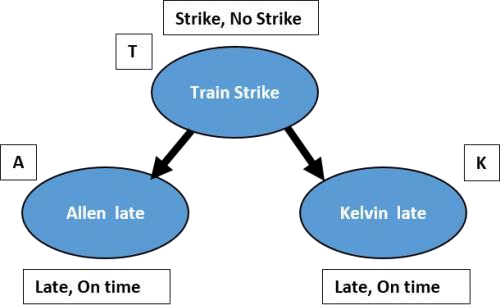 Strike, No Strike
T
Train Strike
A
K
Allen late
Kelvin late
Late, On time
Late, On time